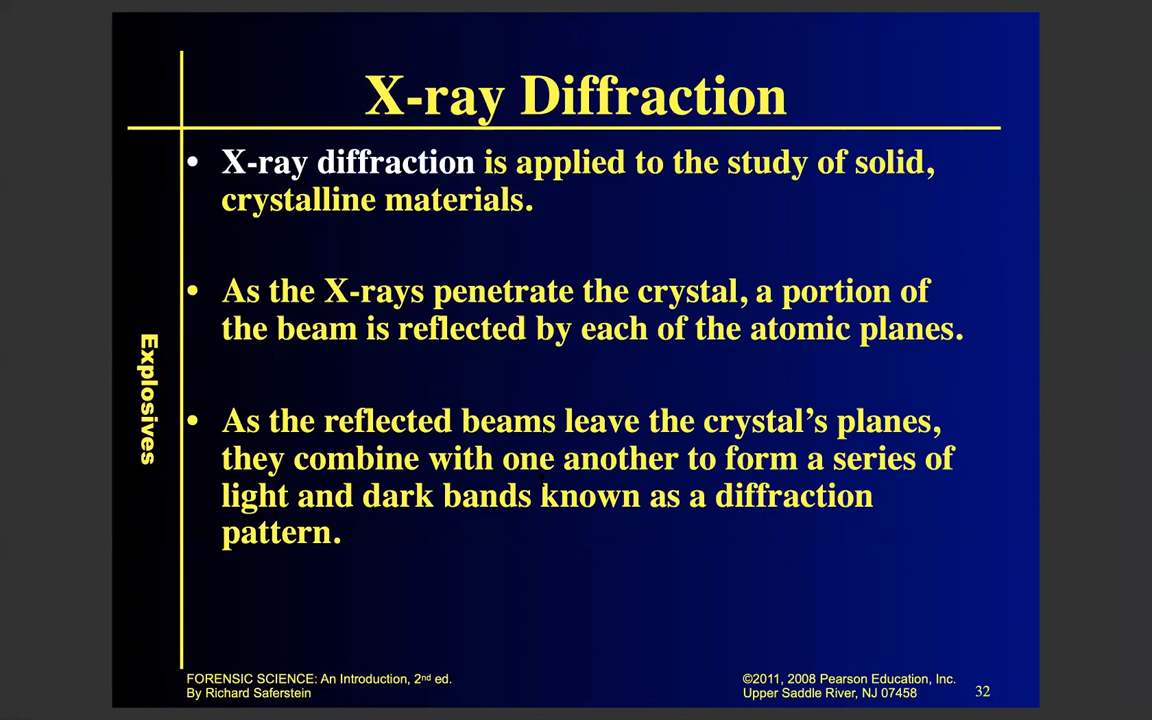 X-ray Diffraction
• X-ray diffraction is applied to the study of solid,
crystalline materials.
• As the X-rays penetrate the crystal, a portion of
the beam is reflected by each of the atomic planes.
• As the reflected beams leave the crystal’s planes,
they combine with one another to form a series of
light and dark bands known as a diffraction
pattern.
Explosives
FORENSIC SCIENCE: An Introduction, 2nd ed.
By Richard Saferstein
©2011, 2008 Pearson Education, Inc.
Upper Saddle River, NJ 07458
32